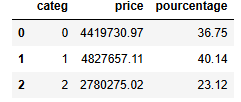 categ price pourcentage
0 0 4419730.97 36.75
1 1 4827657.11 40.14
2 2 2780275.02 23.12